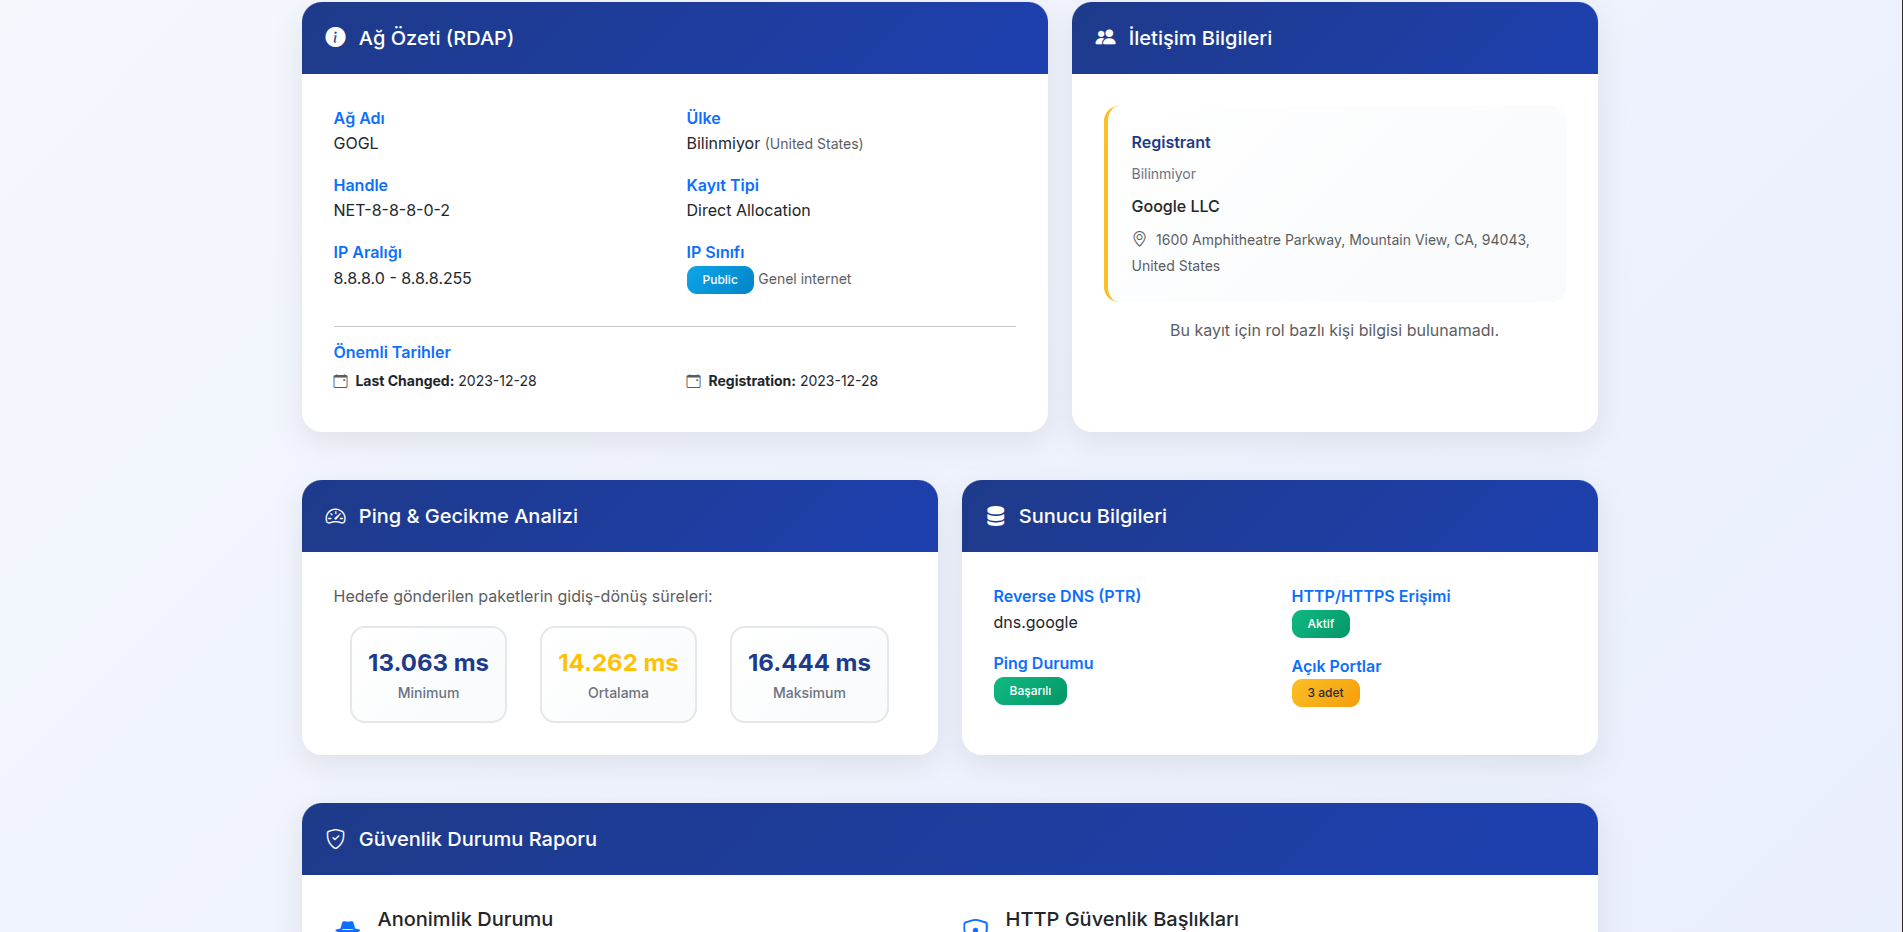 Ağ Özeti (RDAP)
Ağ Adı
GOGL
Ülke
Bilinmiyor (United States)
Handle
NET-8-8-8-0-2
Kayıt Tipi
Direct Allocation
IP Aralığı
8.8.8.0 - 8.8.8.255
IP Sınıfı
Public Genel internet
Önemli Tarihler
Last Changed: 2023-12-28
Registration: 2023-12-28
İletişim Bilgileri
Registrant
Bilinmiyor
Google LLC
1600 Amphitheatre Parkway, Mountain View, CA, 94043,
United States
Bu kayıt için rol bazlı kişi bilgisi bulunamadı.
Ping & Gecikme Analizi
Hedefe gönderilen paketlerin gidiş-dönüş süreleri:
13.063 ms
Minimum
14.262 ms
Ortalama
16.444 ms
Maksimum
Sunucu Bilgileri
Reverse DNS (PTR)
dns.google
HTTP/HTTPS Erişimi
Aktif
Ping Durumu
Başarılı
Açık Portlar
3 adet
Güvenlik Durumu Raporu
Anonimlik Durumu
HTTP Güvenlik Başlıkları